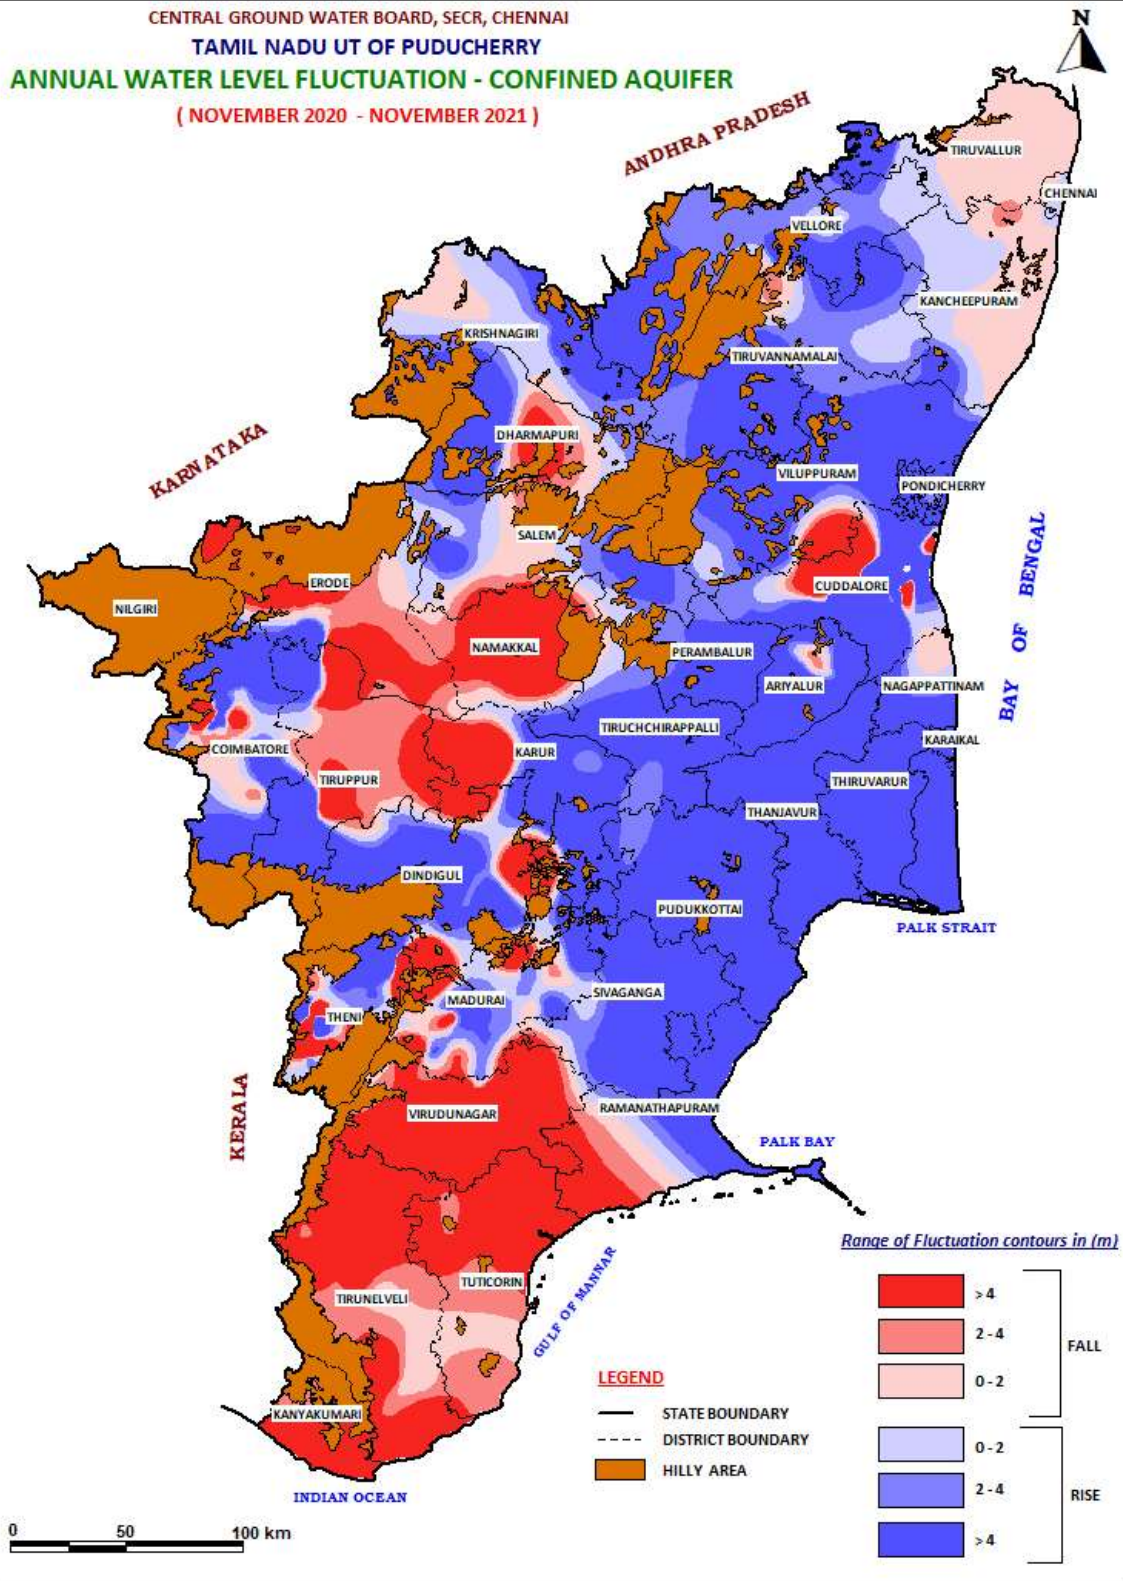 CENTRAL GROUND WATER BOARD, SECR, CHENNAI
TAMIL NADU UT OF PUDUCHERRY
ANNUAL WATER LEVEL FLUCTUATION - CONFINED AQUIFER
( NOVEMBER 2020 - NOVEMBER 2021 )
N
ANDHRA PRADESH
TIRUVALLUR
CHENNAI
VELLORE
KANCHEEPURAM
KRISHNAGIRI
TIRUVANNAMALAI
DHARMAPURI
KARNATAKA
VILUPPURAM
PONDICHERRY
SALEM
BAY OF BENGAL
ERODE
CUDDALORE
NILGIRI
NAMAKKAL
PERAMBALUR
ARIYALUR
NAGAPPATTINAM
TIRUCHCHIRAPPALLI
KARAIKAL
COIMBATORE
KARUR
TIRUPPUR
THIRUVARUR
THANJAVUR
DINDIGUL
PUDUKKOTTAI
PALK STRAIT
SIVAGANGA
MADURAI
THENI
KERALA
VIRUDUNAGAR
RAMANATHAPURAM
PALK BAY
TUTICORIN
TIRUNELVELI
GULF OF MANNAR
KANYAKUMARI
INDIAN OCEAN
Range of Fluctuation contours in (m)
>4
2-4
0-2
FALL
0-2
2-4
>4
RISE
LEGEND
STATE BOUNDARY
DISTRICT BOUNDARY
HILLY AREA
0 50 100 km